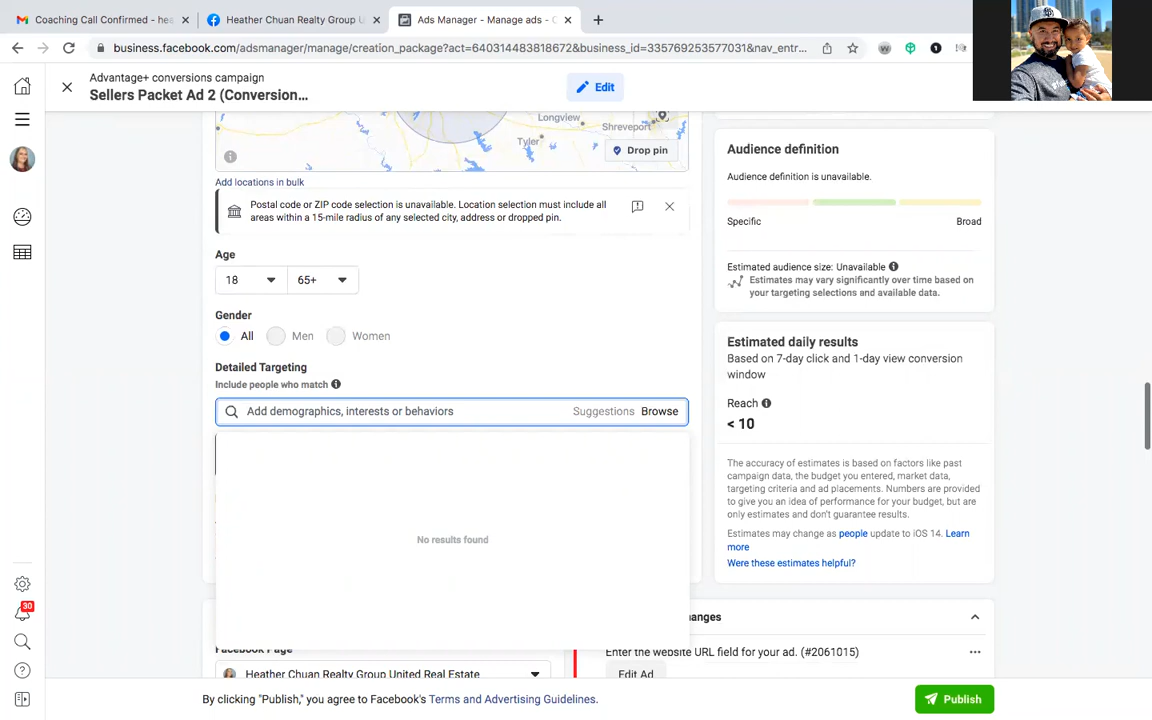 Coaching Call Confirmed - hea
Heather Chuan Realty Group U
Ads Manager - Manage ads - C
business.facebook.com/adsmanager/manage/creation_package?act=640314483818672&business_id=335769253577031&nav_entr...
Advantage+ conversions campaign
Sellers Packet Ad 2 (Conversion...
Edit
Longview
Shreveport
Tyler
Drop pin
Add locations in bulk
Postal code or ZIP code selection is unavailable. Location selection must include all
areas within a 15-mile radius of any selected city, address or dropped pin.
Age
18
65+
Gender
All
Men
Women
Detailed Targeting
Include people who match
Add demographics, interests or behaviors
Suggestions
Browse
No results found
Audience definition
Audience definition is unavailable.
Specific
Broad
Estimated audience size: Unavailable
Estimates may vary significantly over time based on
your targeting selections and available data.
Estimated daily results
Based on 7-day click and 1-day view conversion
window
Reach
< 10
The accuracy of estimates is based on factors like past
campaign data, the budget you entered, market data,
targeting criteria and ad placements. Numbers are provided
to give you an idea of performance for your budget, but are
only estimates and don't guarantee results.
Estimates may change as people update to iOS 14. Learn
more
Were these estimates helpful?
anges
Enter the website URL field for your ad. (#2061015)
Edit Ad
Facebook Page
Heather Chuan Realty Group United Real Estate
30
By clicking "Publish," you agree to Facebook's Terms and Advertising Guidelines.
Publish